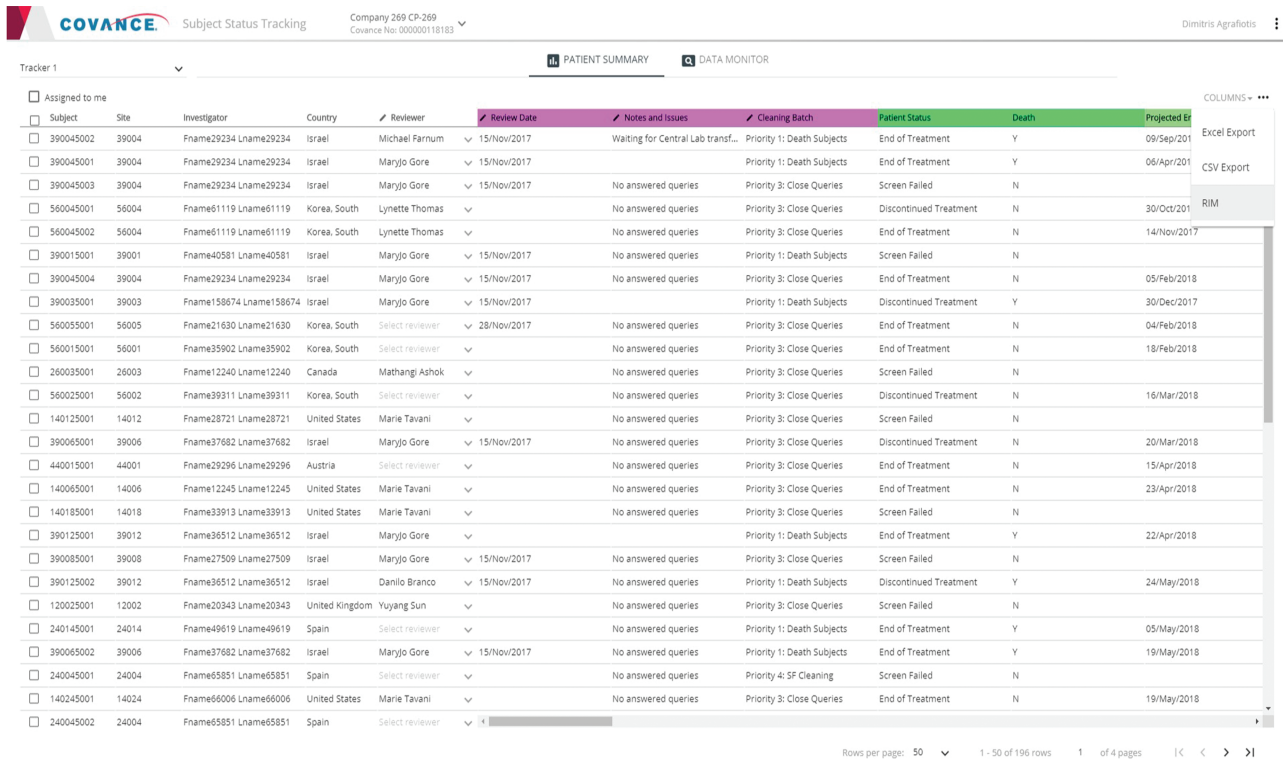 COVANCE. Subject Status Tracking Company 269 CP-269 Dimitris Agrafiotis
Covance No: 000000118183
Tracker 1 PATIENT SUMMARY DATA MONITOR
Assigned to me COLUMNS
Subject Site Investigator Country Reviewer Review Date Notes and Issues Cleaning Batch Patient Status Death Projected Er
390045002 39004 Fname29234 Lname29234 Israel Michael Farnum 15/Nov/2017 Waiting for Central Lab transf... Priority 1: Death Subjects End of Treatment Y 09/Sep/201 Excel Export
390045001 39004 Fname29234 Lname29234 Israel MaryJo Gore 15/Nov/2017 Priority 1: Death Subjects End of Treatment Y 06/Apr/201 CSV Export
390045003 39004 Fname29234 Lname29234 Israel MaryJo Gore 15/Nov/2017 No answered queries Priority 3: Close Queries Screen Failed N
560045001 56004 Fname61119 Lname61119 Korea, South Lynette Thomas No answered queries Priority 3: Close Queries Discontinued Treatment N 30/Oct/201 RIM
560045002 56004 Fname61119 Lname61119 Korea, South Lynette Thomas No answered queries Priority 3: Close Queries End of Treatment N 14/Nov/2017
390015001 39001 Fname40581 Lname40581 Israel MaryJo Gore 15/Nov/2017 No answered queries Priority 1: Death Subjects Screen Failed N
390045004 39004 Fname29234 Lname29234 Israel MaryJo Gore 15/Nov/2017 No answered queries Priority 3: Close Queries End of Treatment N 05/Feb/2018
390035001 39003 Fname158674 Lname158674 Israel MaryJo Gore 15/Nov/2017 Priority 1: Death Subjects Discontinued Treatment Y 30/Dec/2017
560055001 56005 Fname21630 Lname21630 Korea, South Select reviewer 28/Nov/2017 No answered queries Priority 3: Close Queries End of Treatment N 04/Feb/2018
560015001 56001 Fname35902 Lname35902 Korea, South Select reviewer No answered queries Priority 3: Close Queries End of Treatment N 18/Feb/2018
260035001 26003 Fname12240 Lname12240 Canada Mathangi Ashok No answered queries Priority 3: Close Queries Screen Failed N
560025001 56002 Fname39311 Lname39311 Korea, South Select reviewer No answered queries Priority 3: Close Queries Discontinued Treatment N 16/Mar/2018
140125001 14012 Fname28721 Lname28721 United States Marie Tavani No answered queries Priority 3: Close Queries Screen Failed N
390065001 39006 Fname37682 Lname37682 Israel MaryJo Gore 15/Nov/2017 No answered queries Priority 3: Close Queries Discontinued Treatment N 20/Mar/2018
440015001 44001 Fname29296 Lname29296 Austria Select reviewer No answered queries Priority 3: Close Queries End of Treatment N 15/Apr/2018
140065001 14006 Fname12245 Lname12245 United States Marie Tavani No answered queries Priority 3: Close Queries End of Treatment N 23/Apr/2018
140185001 14018 Fname33913 Lname33913 United States Marie Tavani No answered queries Priority 3: Close Queries Screen Failed N
390125001 39012 Fname36512 Lname36512 Israel MaryJo Gore Priority 1: Death Subjects End of Treatment Y 22/Apr/2018
390085001 39008 Fname27509 Lname27509 Israel MaryJo Gore 15/Nov/2017 No answered queries Priority 3: Close Queries Screen Failed N
390125002 39012 Fname36512 Lname36512 Israel Danilo Branco 15/Nov/2017 No answered queries Priority 1: Death Subjects Discontinued Treatment Y 24/May/2018
120025001 12002 Fname20343 Lname20343 United Kingdom Yuyang Sun No answered queries Priority 3: Close Queries Screen Failed N
240145001 24014 Fname49619 Lname49619 Spain Select reviewer No answered queries Priority 1: Death Subjects End of Treatment Y 05/May/2018
390065002 39006 Fname37682 Lname37682 Israel MaryJo Gore 15/Nov/2017 No answered queries Priority 1: Death Subjects End of Treatment Y 19/May/2018
240045001 24004 Fname65851 Lname65851 Spain Select reviewer No answered queries Priority 4: SF Cleaning Screen Failed N
140245001 14024 Fname66006 Lname66006 United States Marie Tavani No answered queries Priority 3: Close Queries End of Treatment N 19/May/2018
240045002 24004 Fname65851 Lname65851 Spain Select reviewer
Rows per page: 50 1 - 50 of 196 rows 1 of 4 pages